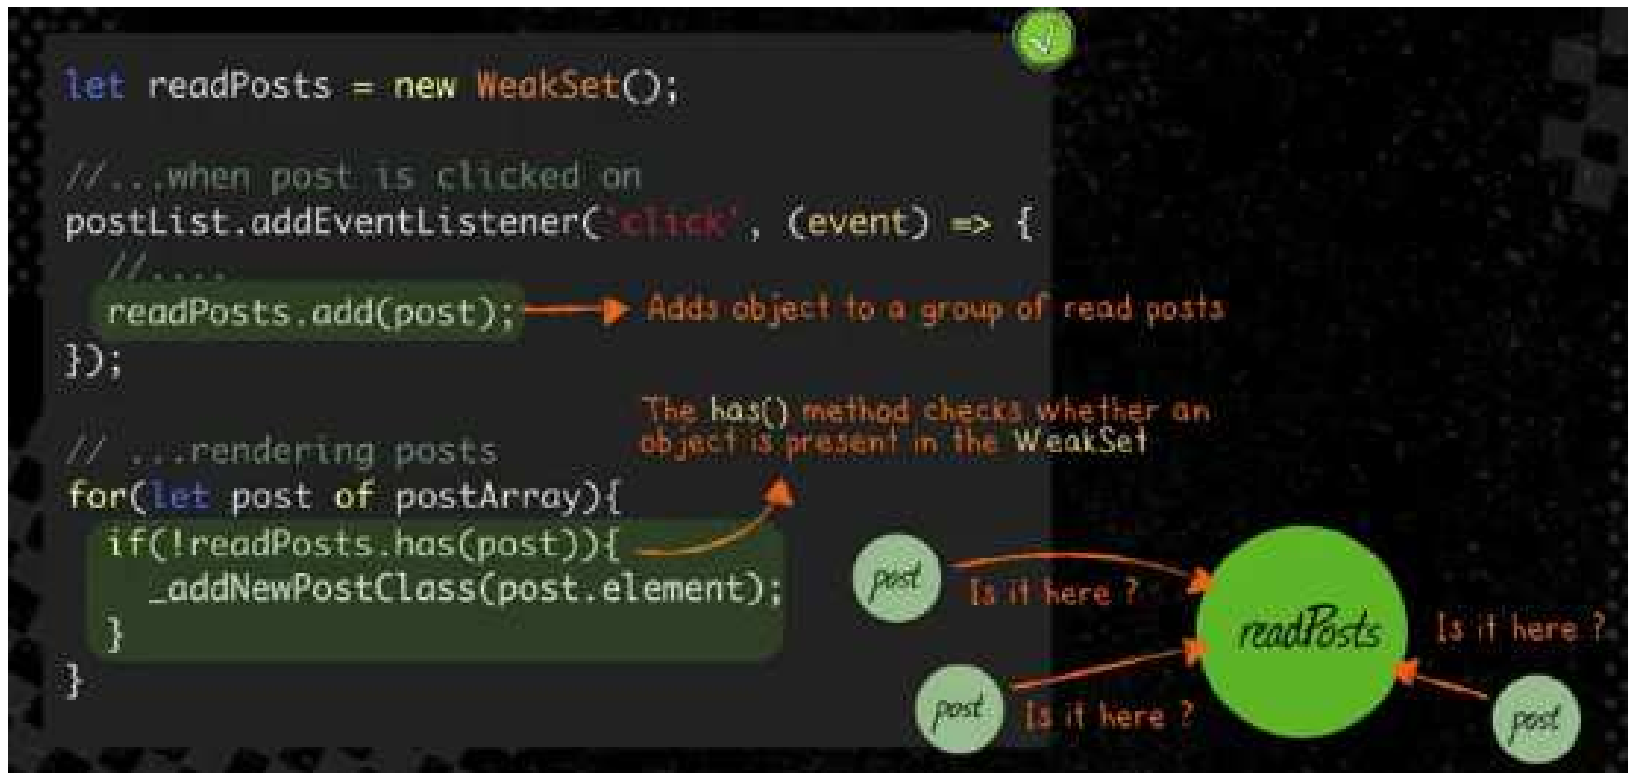 let readPosts = new WeakSet();
//...when post is clicked on
postList.addEventListener('click', (event) => {
//....
readPosts.add(post);
Adds object to a group of read posts
});
The has() method checks whether an
object is present in the WeakSet
// ...rendering posts
for(let post of postArray){
if(!readPosts.has(post)){
_addNewPostClass(post.element);
}
}
post
Is it here ?
readPosts
Is it here ?
post
Is it here ?
post